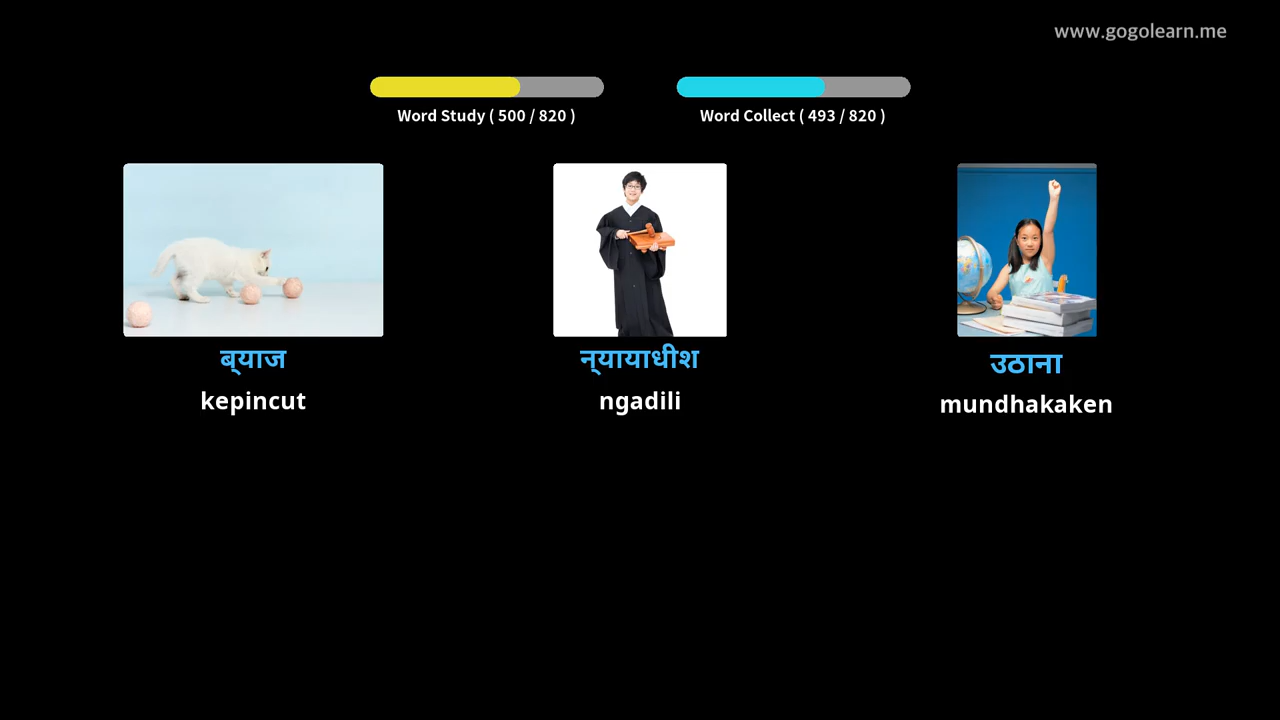 www.gogolearn.me
Word Study ( 500 / 820 )
Word Collect ( 493 / 820 )
ब्याज
न्यायाधीश
उठाना
kepincut
ngadili
mundhakaken